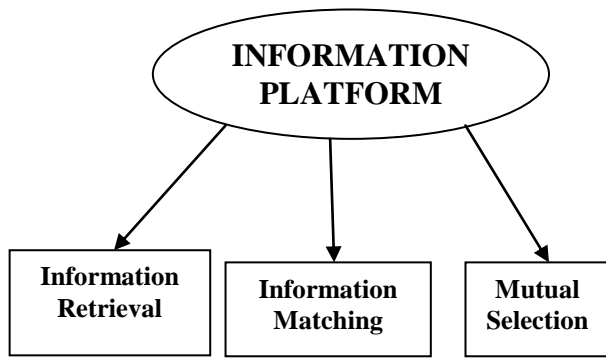 INFORMATION
PLATFORM
Information
Retrieval
Information
Matching
Mutual
Selection